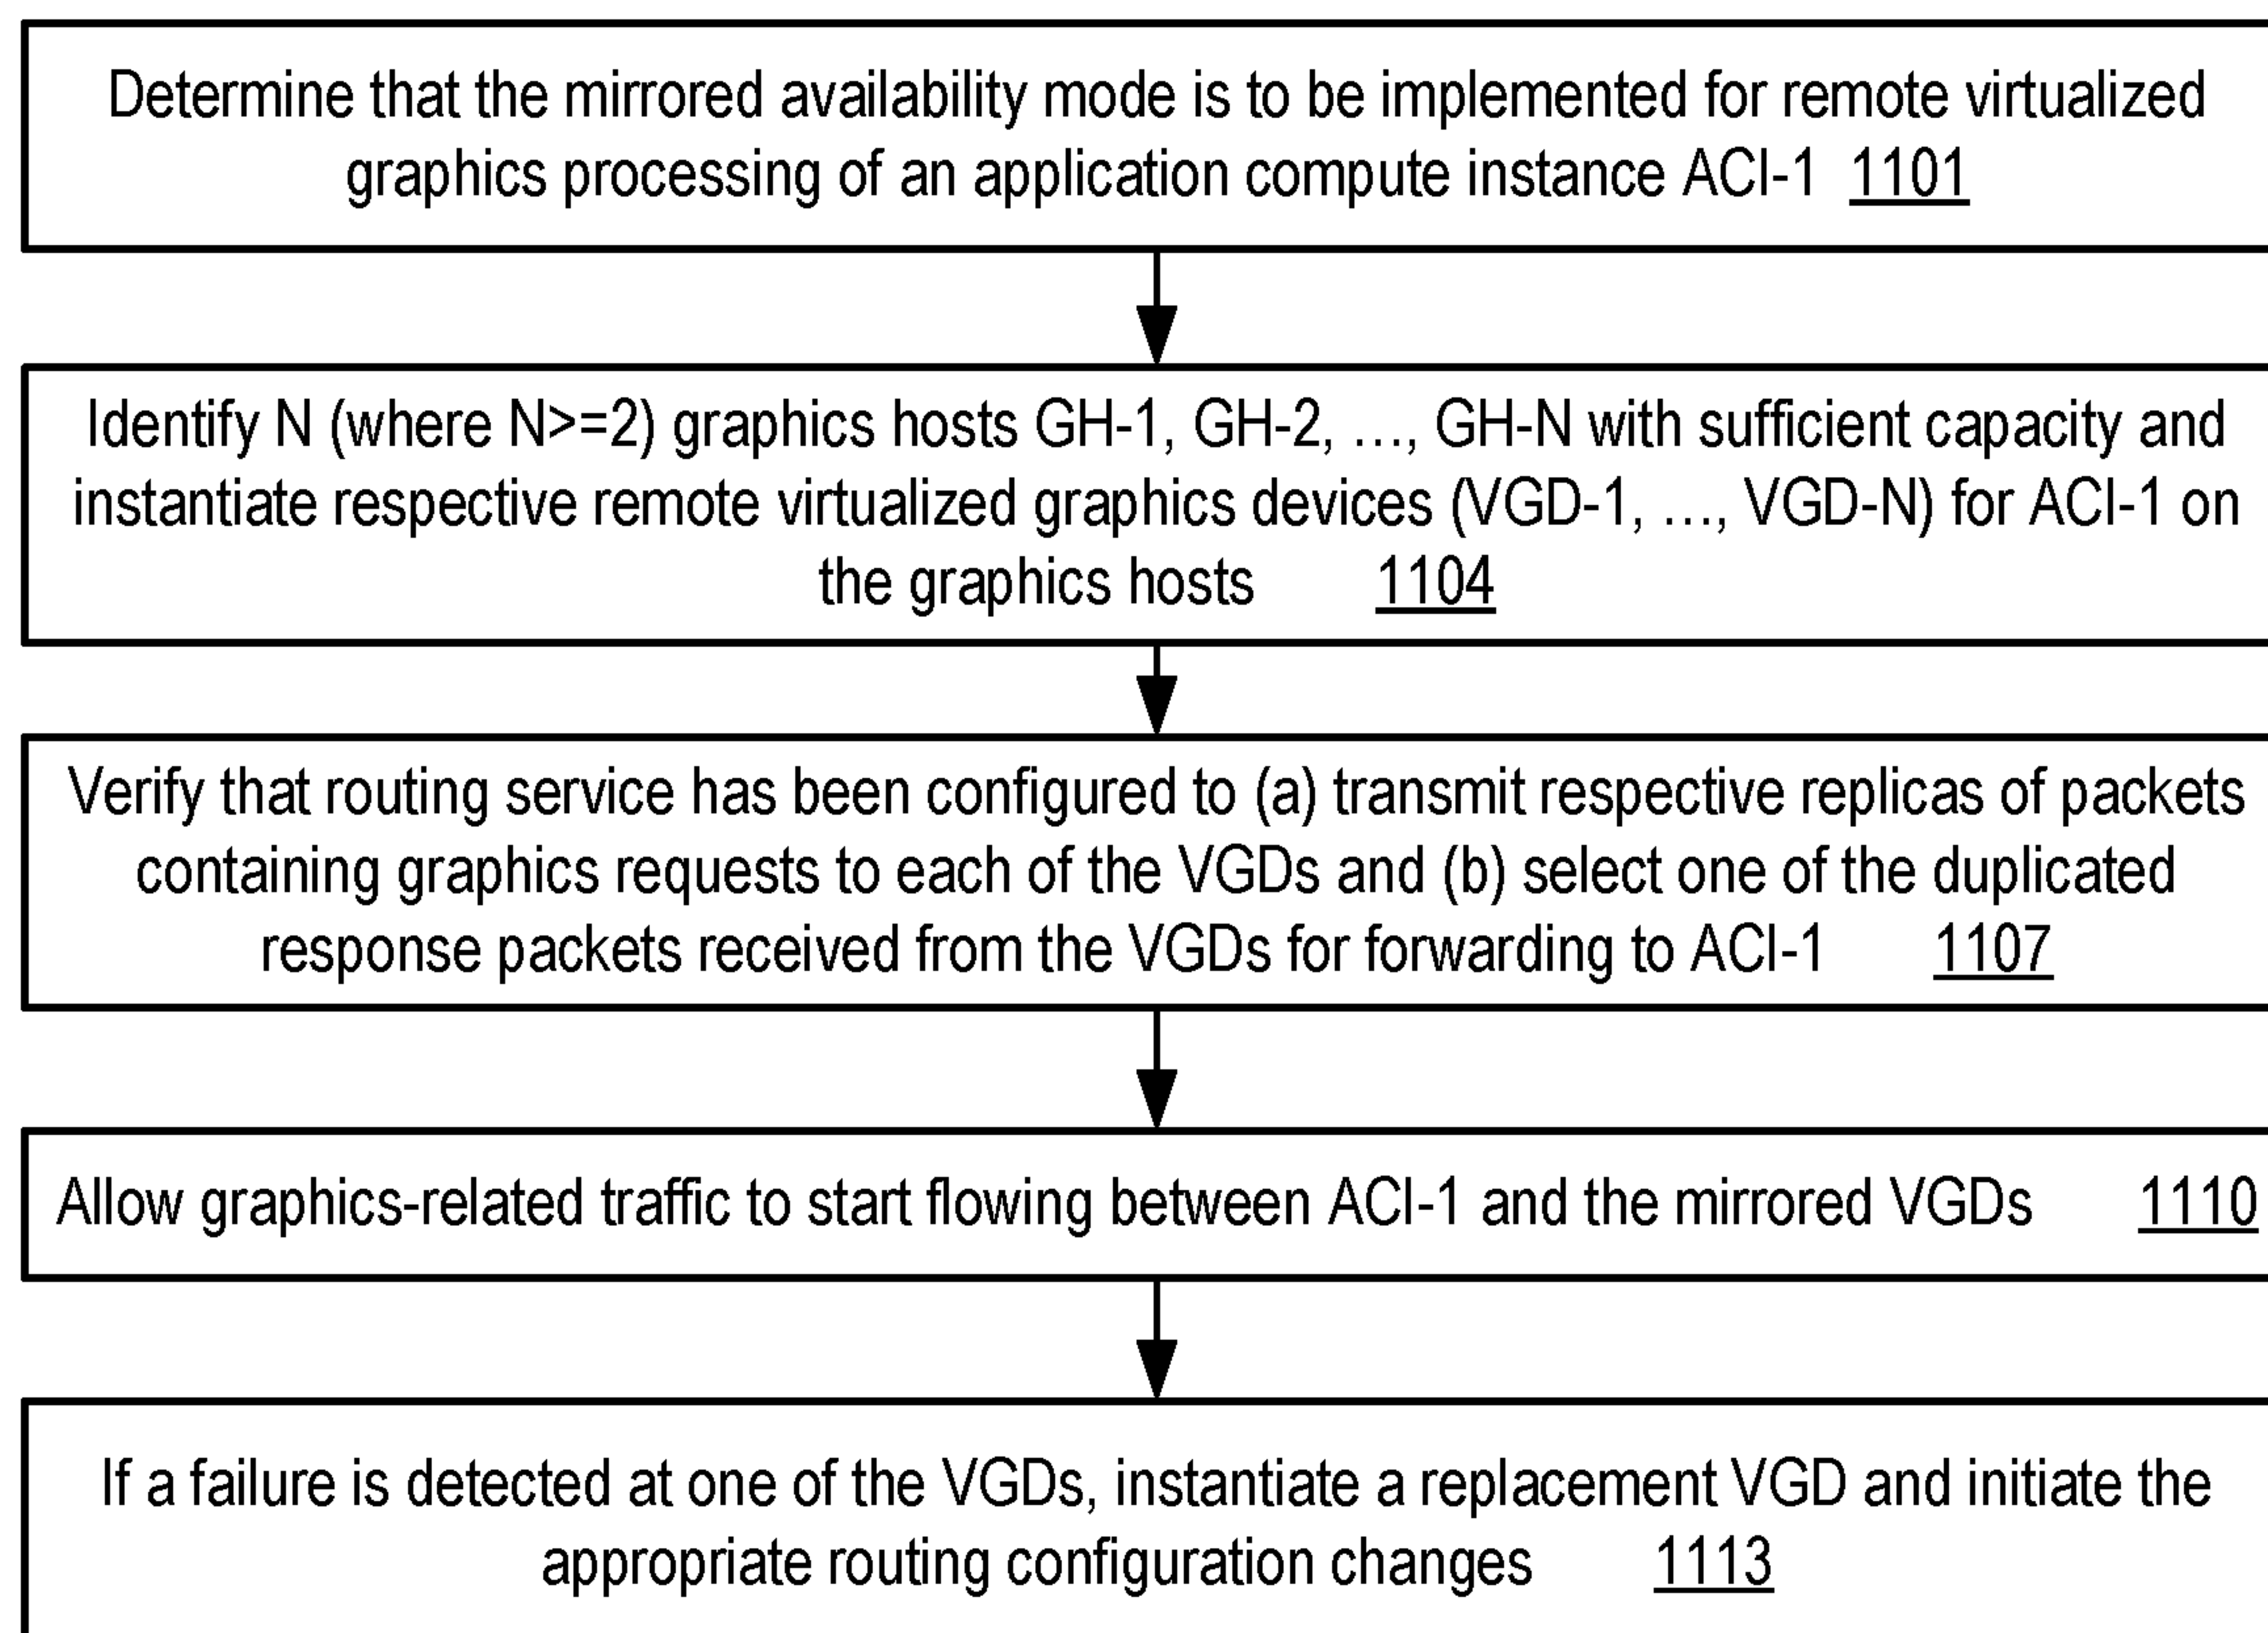 Determine that the mirrored availability mode is to be implemented for remote virtualized
graphics processing of an application compute instance ACI-1 1101
Identify N (where N>=2) graphics hosts GH-1, GH-2, …, GH-N with sufficient capacity and
instantiate respective remote virtualized graphics devices (VGD-1, …, VGD-N) for ACI-1 on
the graphics hosts 1104
Verify that routing service has been configured to (a) transmit respective replicas of packets
containing graphics requests to each of the VGDs and (b) select one of the duplicated
response packets received from the VGDs for forwarding to ACI-1 1107
Allow graphics-related traffic to start flowing between ACI-1 and the mirrored VGDs 1110
If a failure is detected at one of the VGDs, instantiate a replacement VGD and initiate the
appropriate routing configuration changes 1113